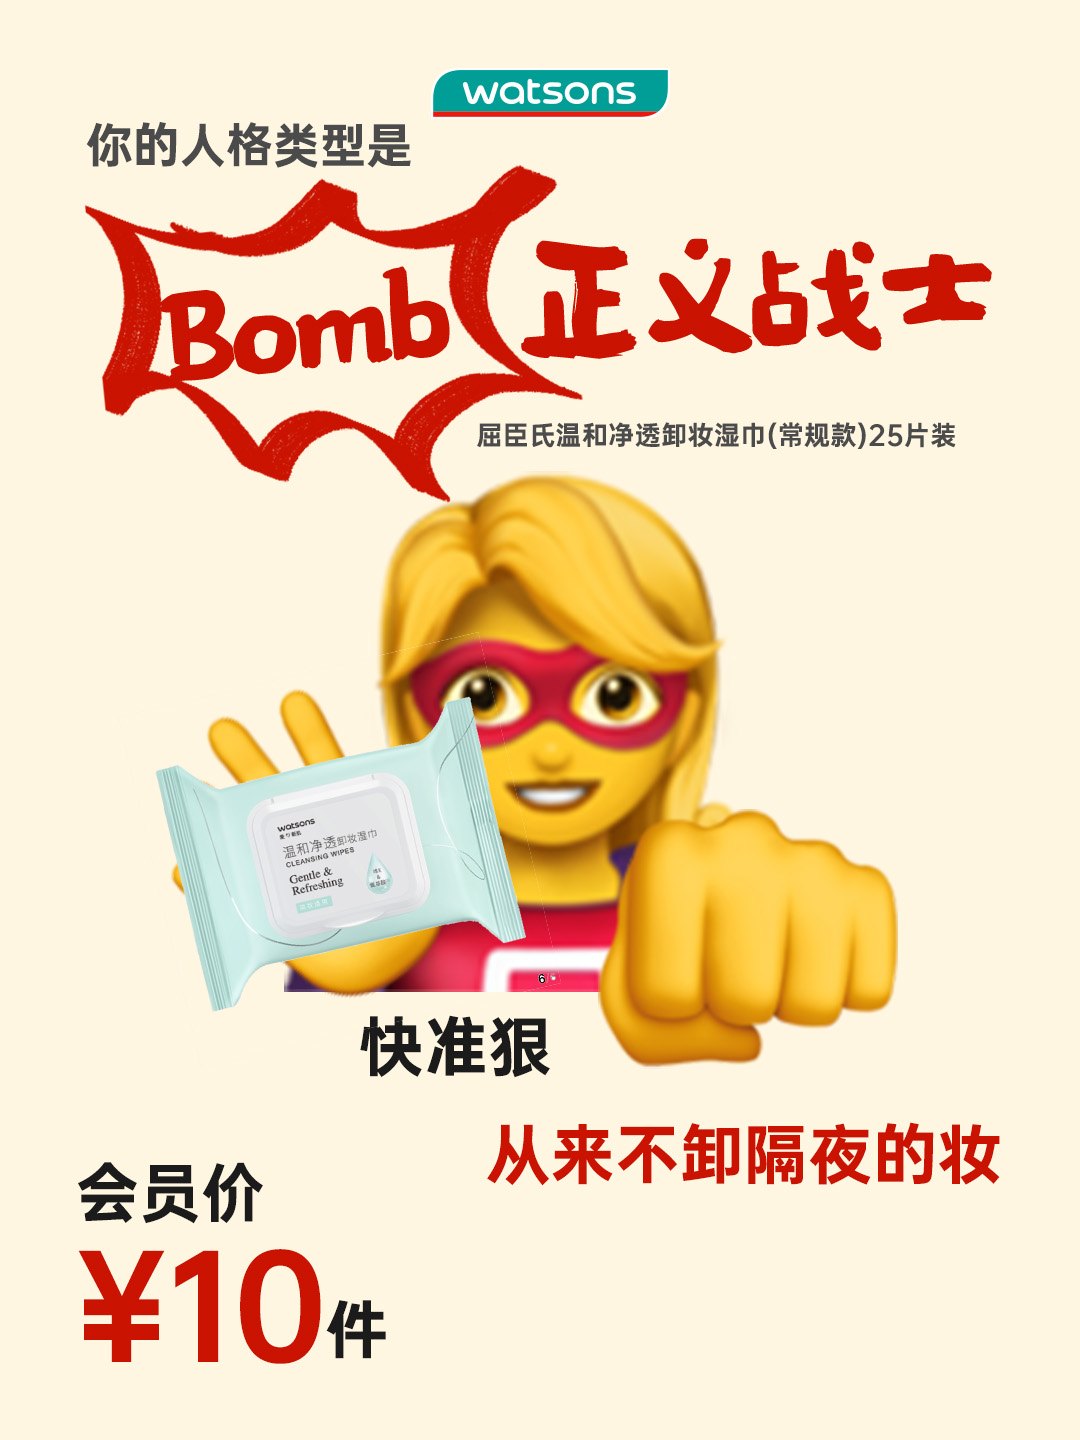 watsons
你的人格类型是
Bomb 正义战士
屈臣氏温和净透卸妆湿巾(常规款)25片装
watsons
温和净透卸妆湿巾
CLEANSING WIPES
Gentle &
Refreshing
快准狠
从来不卸隔夜的妆
会员价
¥10件